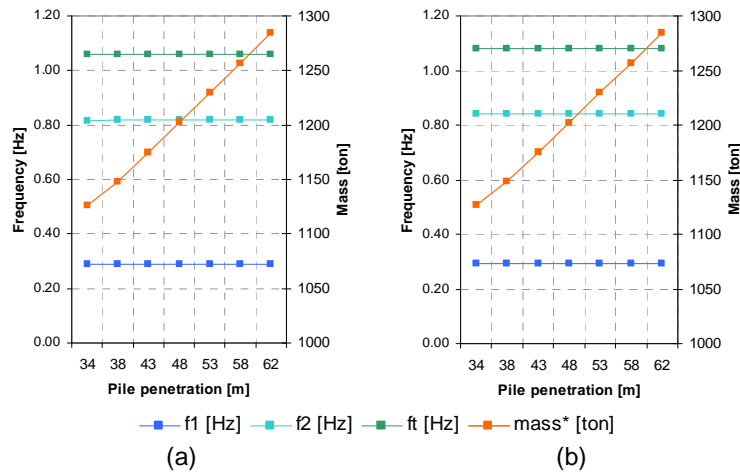 1.20
1.00
0.80
0.60
0.40
0.20
0.00
Frequency [Hz]
1300
1250
1200
1150
1100
1050
1000
Mass [ton]
34 38 43 48 53 58 62
Pile penetration [m]
1.20
1.00
0.80
0.60
0.40
0.20
0.00
Frequency [Hz]
1300
1250
1200
1150
1100
1050
1000
Mass [ton]
34 38 43 48 53 58 62
Pile penetration [m]
f1 [Hz] f2 [Hz] ft [Hz] mass* [ton]
(a) (b)